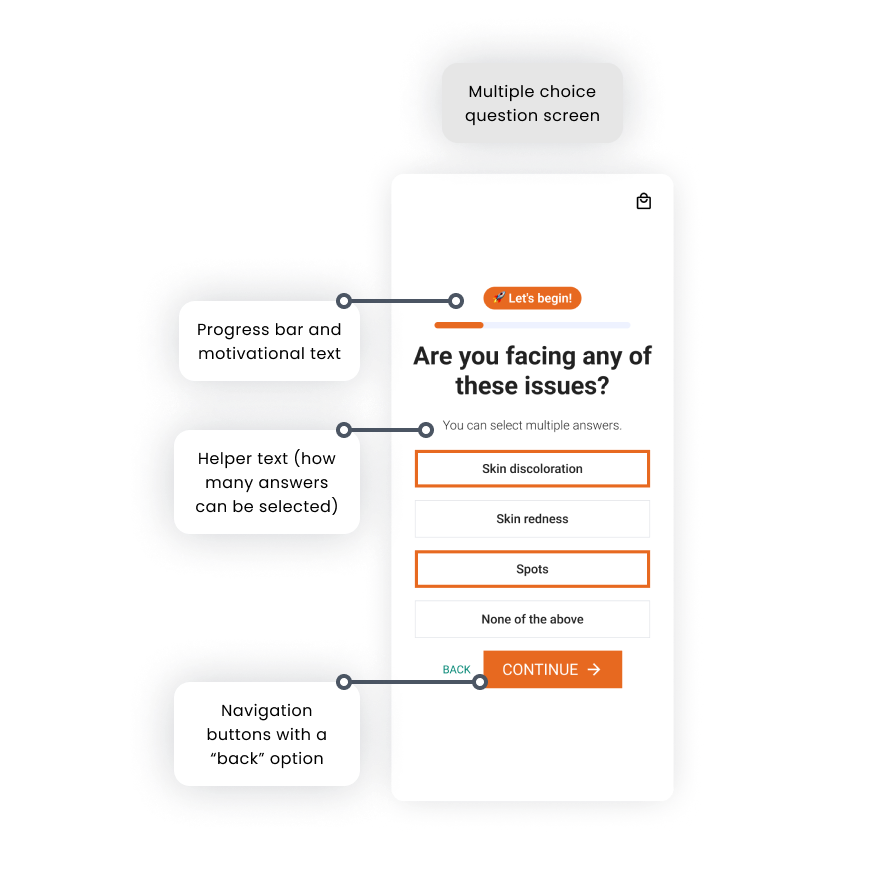 Multiple choice
question screen
🚀 Let's begin!
Progress bar and
motivational text
Are you facing any of
these issues?
You can select multiple answers.
Helper text (how
many answers
can be selected)
Skin discoloration
Skin redness
Spots
None of the above
BACK
CONTINUE →
Navigation
buttons with a
“back” option